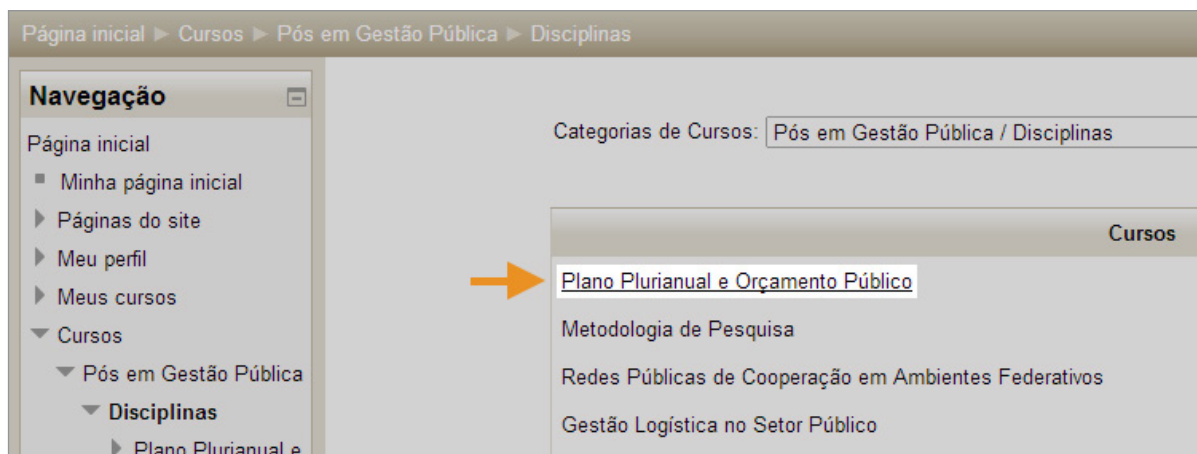 Página inicial ► Cursos ► Pós em Gestão Pública ► Disciplinas
Navegação
Página inicial
Minha página inicial
Páginas do site
Meu perfil
Meus cursos
Cursos
Pós em Gestão Pública
Disciplinas
Plano Plurianual e
Categorias de Cursos: Pós em Gestão Pública / Disciplinas
Cursos
Plano Plurianual e Orçamento Público
Metodologia de Pesquisa
Redes Públicas de Cooperação em Ambientes Federativos
Gestão Logística no Setor Público